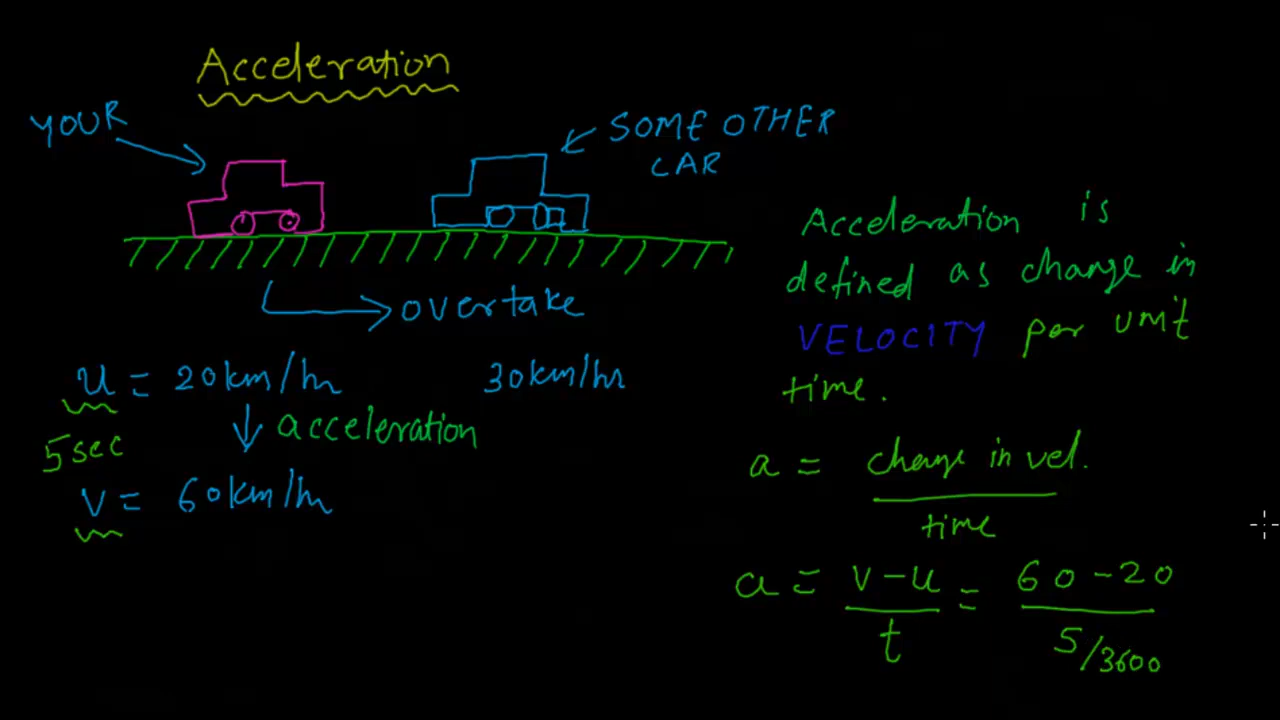 Acceleration
YOUR
SOME OTHER
CAR
overtake
u = 20km/hr
30km/hr
acceleration
5sec
v = 60km/hr
Acceleration is
defined as change in
VELOCITY per unit
time.
a = change in vel.
time
a = v-u = 60-20
t
5/3600